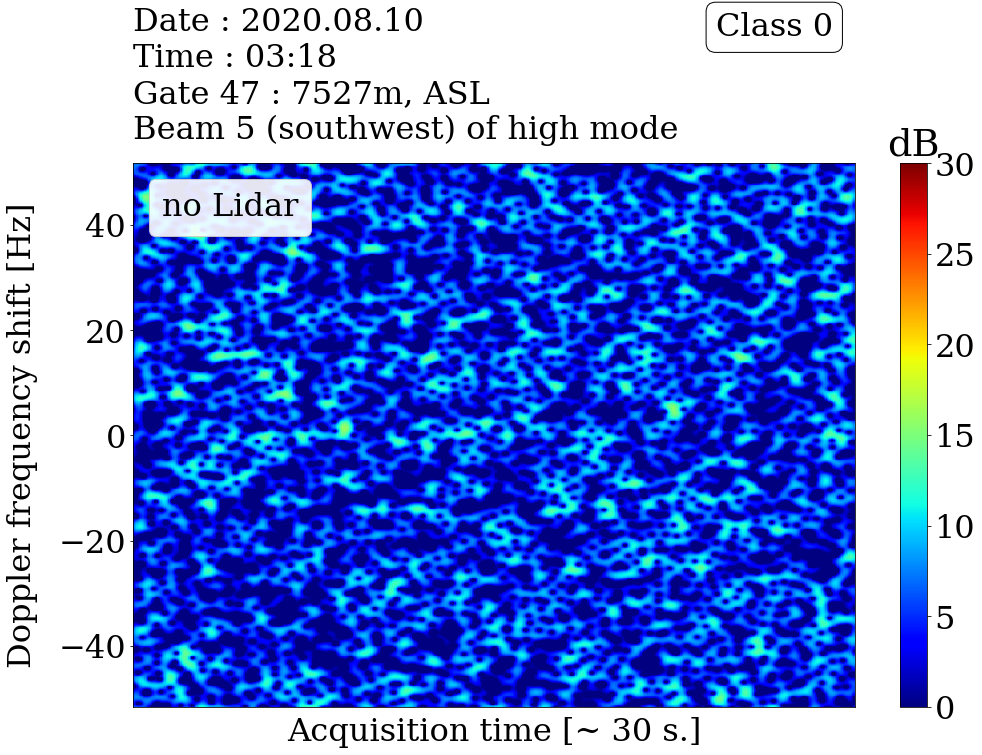 Date : 2020.08.10
Time : 03:18
Gate 47 : 7527m, ASL
Beam 5 (southwest) of high mode
Class 0
no Lidar
Doppler frequency shift [Hz]
40
20
0
−20
−40
Acquisition time [~ 30 s.]
dB
30
25
20
15
10
5
0